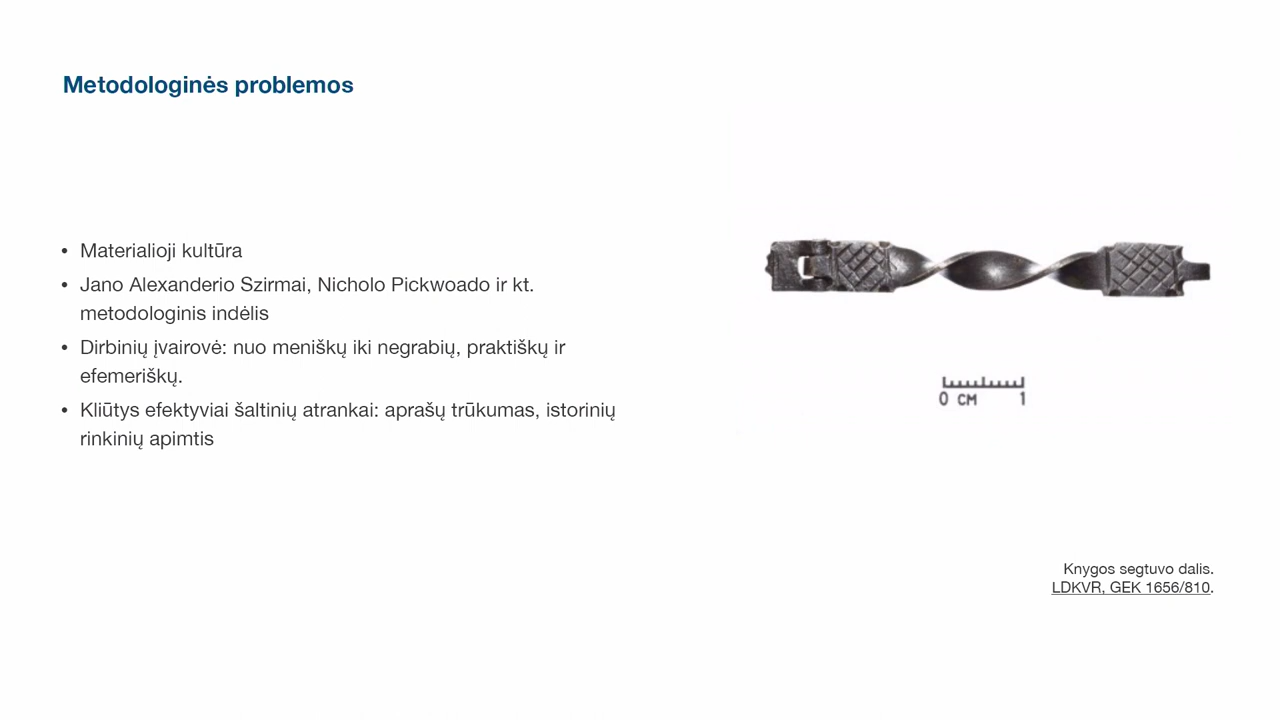 Metodologinės problemos
• Materialioji kultūra
• Jano Alexanderio Szirmai, Nicholo Pickwoado ir kt.
metodologinis indėlis
• Dirbinių įvairovė: nuo meniškų iki negrabių, praktiškų ir
efemeriškų.
• Kliūtys efektyviai šaltinių atrankai: aprašų trūkumas, istorinių
rinkinių apimtis
0 CM 1
Knygos segtuvo dalis.
LDKVR, GEK 1656/810.